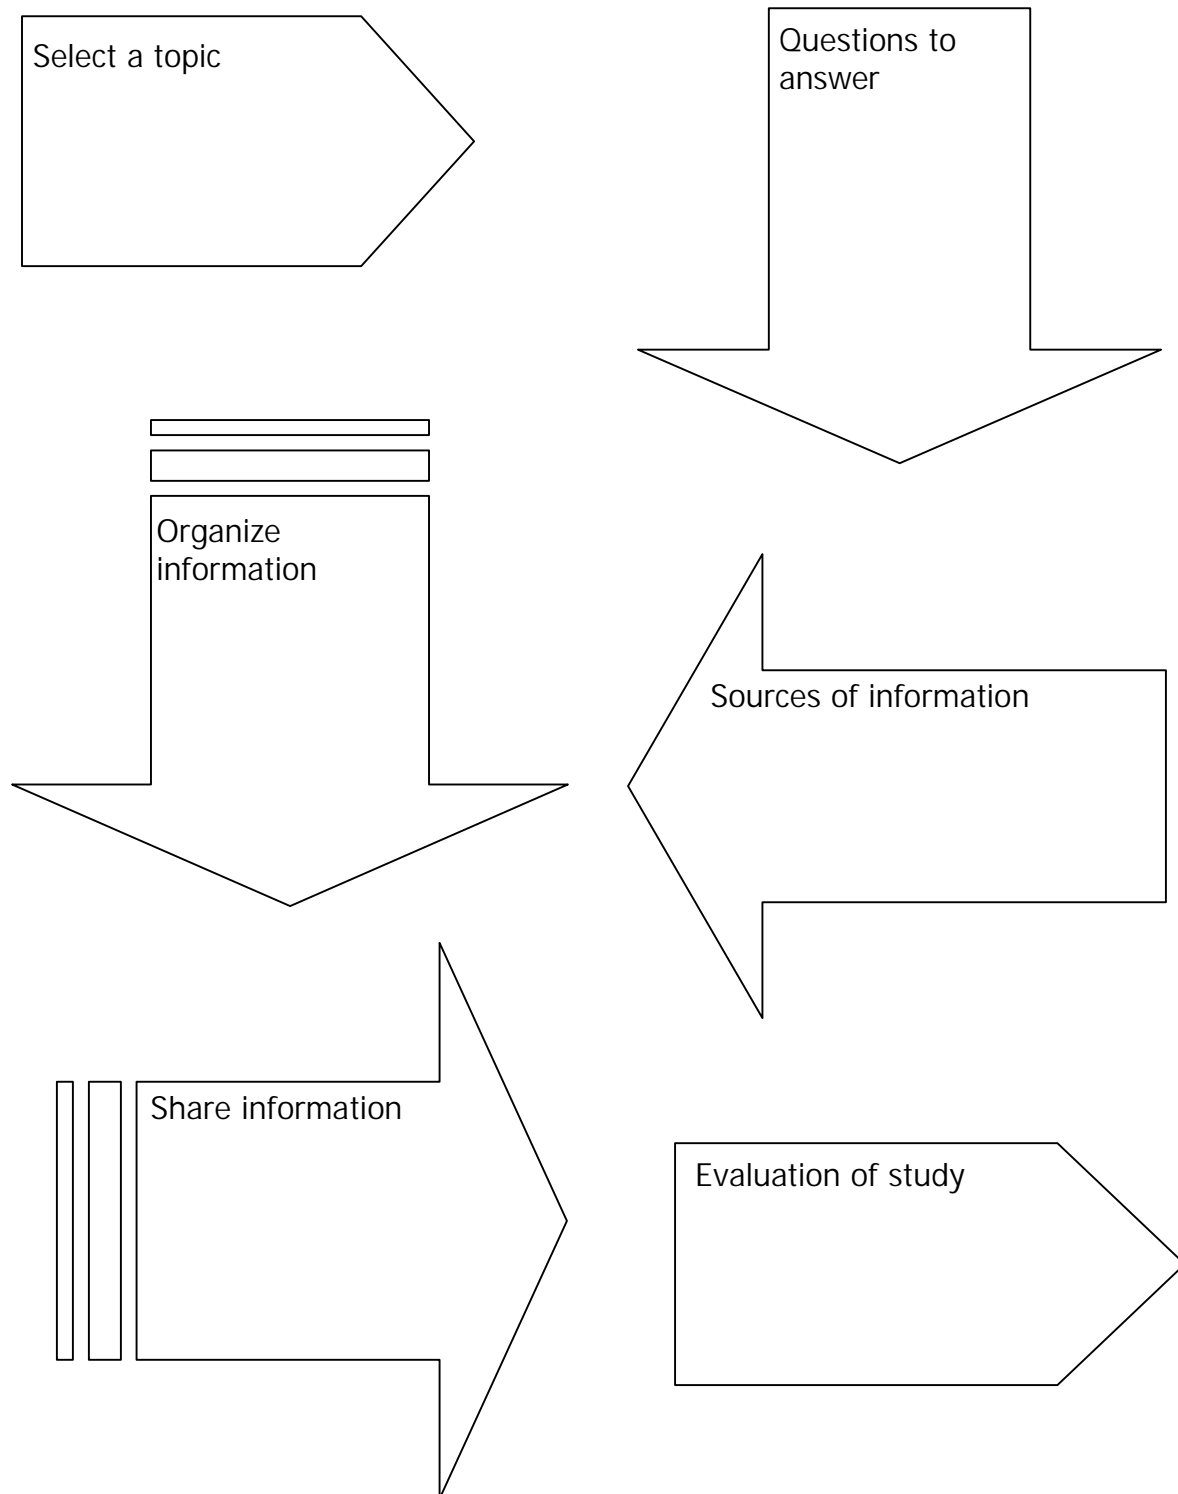 Select a topic
Questions to
answer
Organize
information
Sources of information
Share information
Evaluation of study